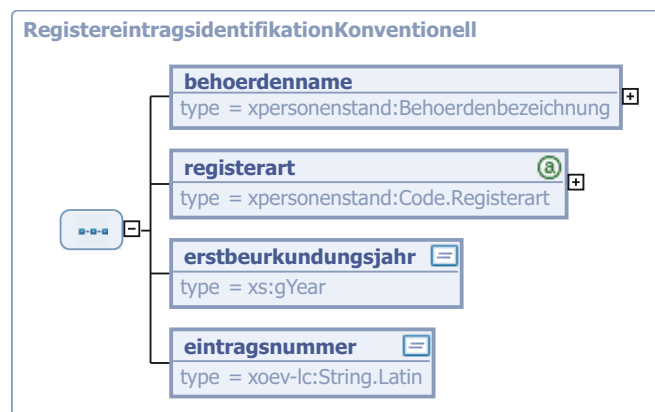 RegistereintragsidentifikationKonventionell
behoerdenname
type = xpersonenstand:Behoerdenbezeichnung
registerart
type = xpersonenstand:Code.Registerart
erstbeurkundungsjahr
type = xs:gYear
eintragsnummer
type = xoev-lc:String.Latin